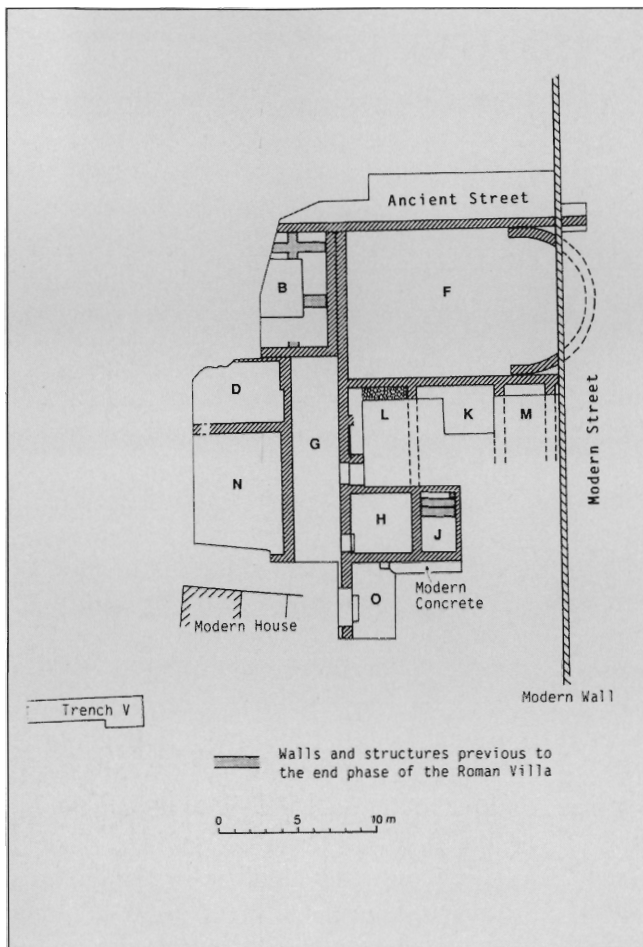 Ancient Street
B
F
D
L
K
M
G
N
H
J
O
Modern Street
Modern
Concrete
Modern House
Modern Wall
Trench V
Walls and structures previous to
the end phase of the Roman Villa
0 5 10 m